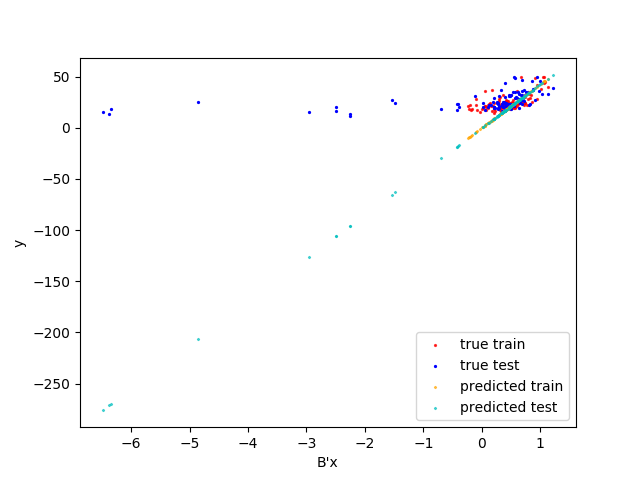 50
0
−50
−100
−150
−200
−250
y
−6
−5
−4
−3
−2
−1
0
1
B'x
true train
true test
predicted train
predicted test